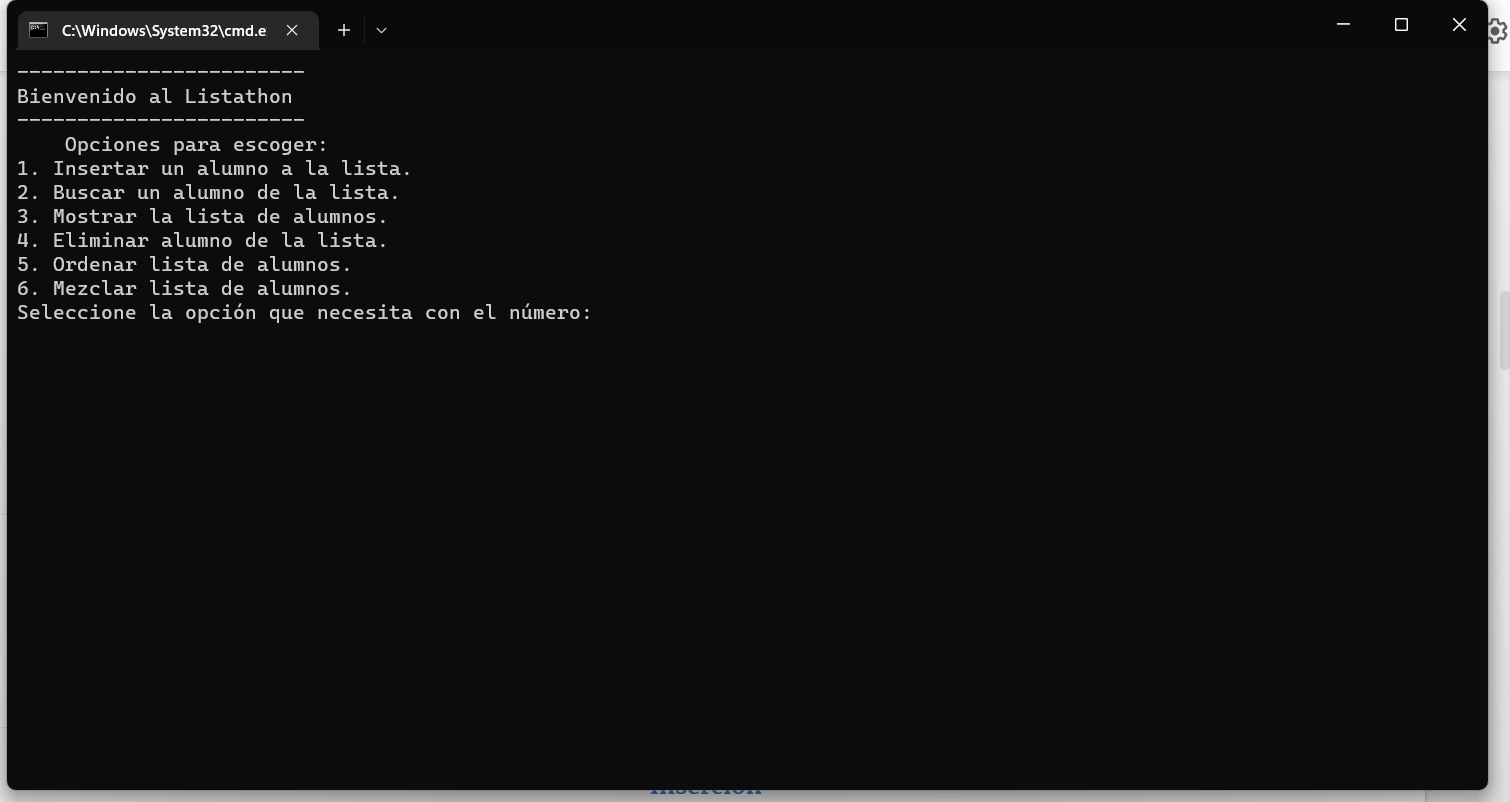 C:\Windows\System32\cmd.e
------------------------
Bienvenido al Listathon
------------------------
Opciones para escoger:
1. Insertar un alumno a la lista.
2. Buscar un alumno de la lista.
3. Mostrar la lista de alumnos.
4. Eliminar alumno de la lista.
5. Ordenar lista de alumnos.
6. Mezclar lista de alumnos.
Seleccione la opción que necesita con el número: